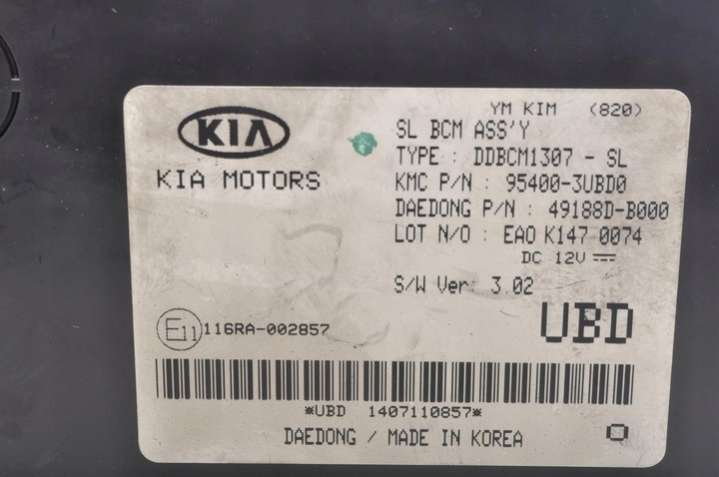 YM KIM (820)
KIA
SL BCM ASS'Y
TYPE : DDBCM1307 - SL
KIA MOTORS
KMC P/N : 95400-3UBD0
DAEDONG P/N : 49188D-B000
LOT N/O : EAO K147 0074
DC 12V
S/W Ver: 3.02
UBD
E11 116RA-002857
*UBD 1407110857*
DAEDONG / MADE IN KOREA